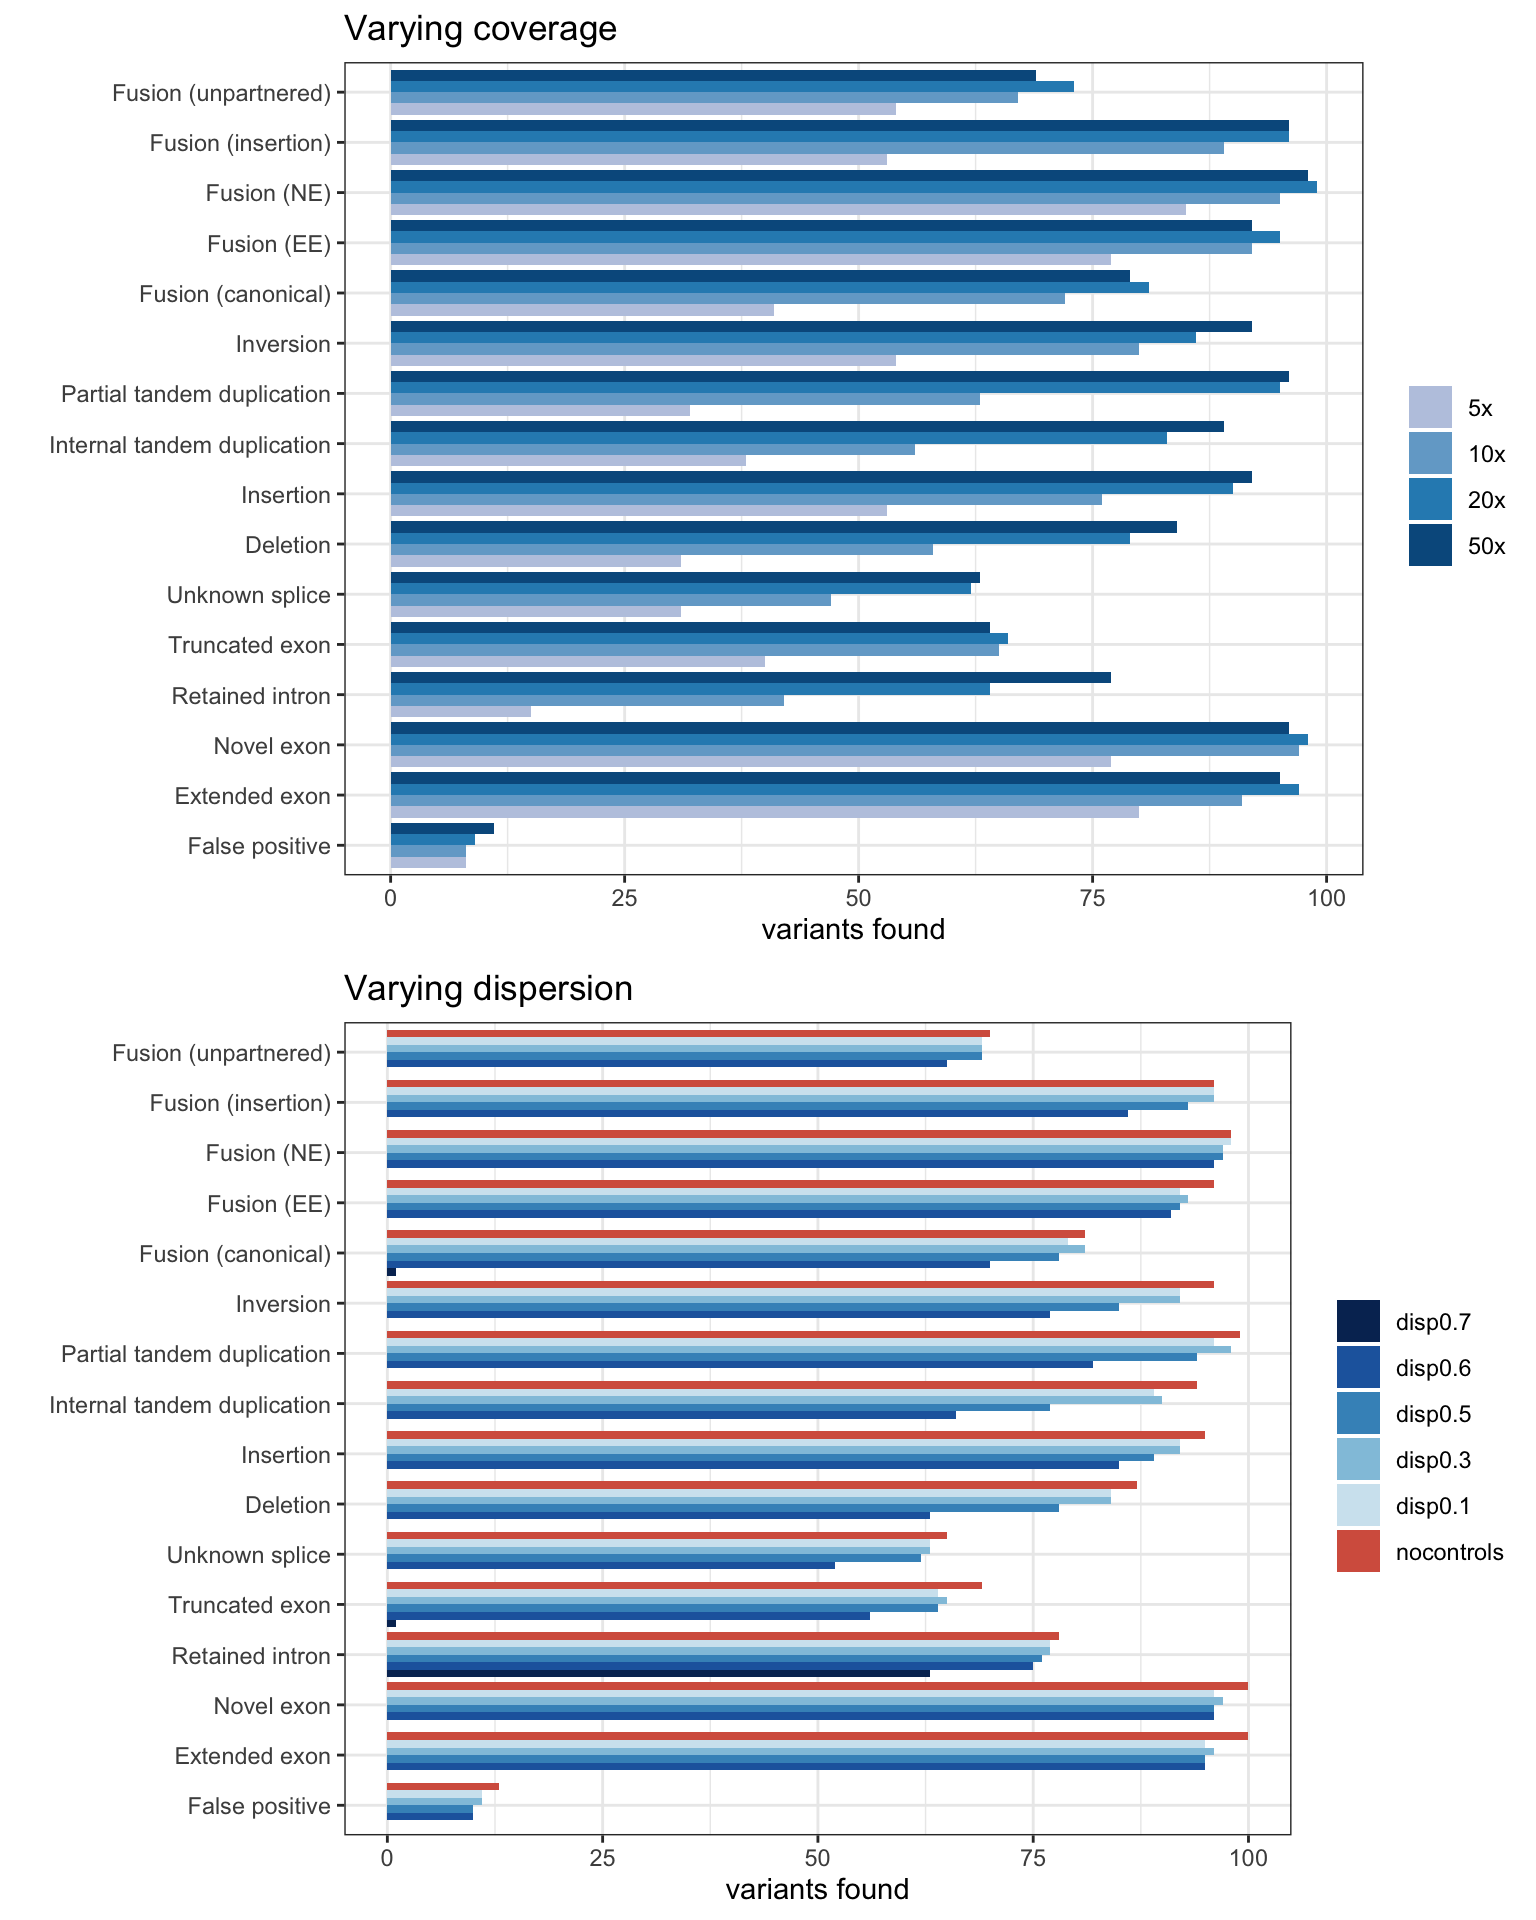 Varying coverage
Fusion (unpartnered)
Fusion (insertion)
Fusion (NE)
Fusion (EE)
Fusion (canonical)
Inversion
Partial tandem duplication
Internal tandem duplication
Insertion
Deletion
Unknown splice
Truncated exon
Retained intron
Novel exon
Extended exon
False positive
0 25 50 75 100
variants found
5x
10x
20x
50x
Varying dispersion
Fusion (unpartnered)
Fusion (insertion)
Fusion (NE)
Fusion (EE)
Fusion (canonical)
Inversion
Partial tandem duplication
Internal tandem duplication
Insertion
Deletion
Unknown splice
Truncated exon
Retained intron
Novel exon
Extended exon
False positive
0 25 50 75 100
variants found
disp0.7
disp0.6
disp0.5
disp0.3
disp0.1
nocontrols